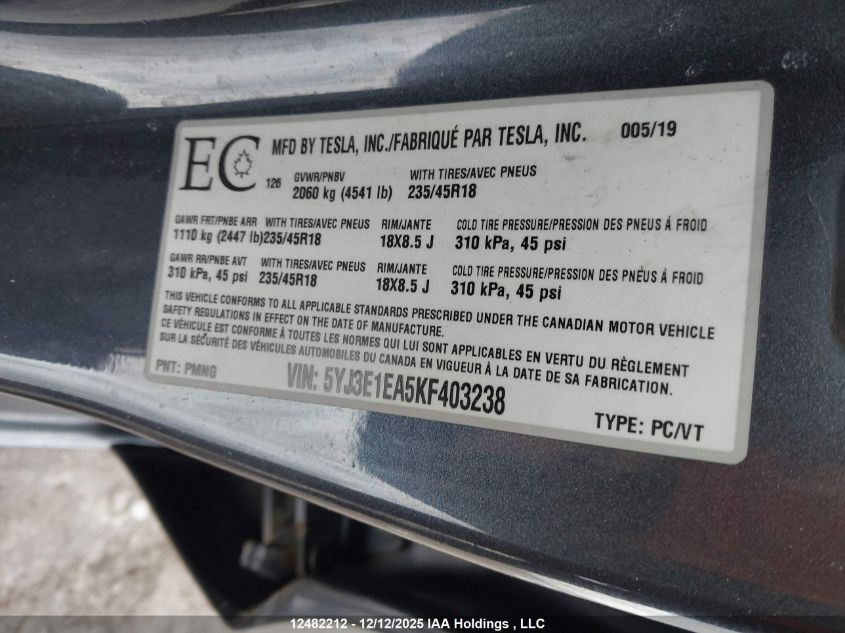 EC
126
MFD BY TESLA, INC./FABRIQUÉ PAR TESLA, INC. 005/19
GVWR/PNBV WITH TIRES/AVEC PNEUS
2060 kg (4541 lb) 235/45R18
GAWR FRT/PNBE ARR WITH TIRES/AVEC PNEUS RIM/JANTE COLD TIRE PRESSURE/PRESSION DES PNEUS À FROID
1110 kg (2447 lb)235/45R18 18X8.5 J 310 kPa, 45 psi
GAWR RR/PNBE AVT WITH TIRES/AVEC PNEUS RIM/JANTE COLD TIRE PRESSURE/PRESSION DES PNEUS À FROID
310 kPa, 45 psi 235/45R18 18X8.5 J 310 kPa, 45 psi
THIS VEHICLE CONFORMS TO ALL APPLICABLE STANDARDS PRESCRIBED UNDER THE CANADIAN MOTOR VEHICLE
SAFETY REGULATIONS IN EFFECT ON THE DATE OF MANUFACTURE.
CE VÉHICULE EST CONFORME À TOUTES LES NORMES QUI LUI SONT APPLICABLES EN VERTU DU RÈGLEMENT
SUR LA SÉCURITÉ DES VÉHICULES AUTOMOBILES DU CANADA EN VIGUEUR À LA DATE DE SA FABRICATION.
PNT: PMNG VIN: 5YJ3E1EA5KF403238 TYPE: PC/VT
12482212 - 12/12/2025 IAA Holdings , LLC